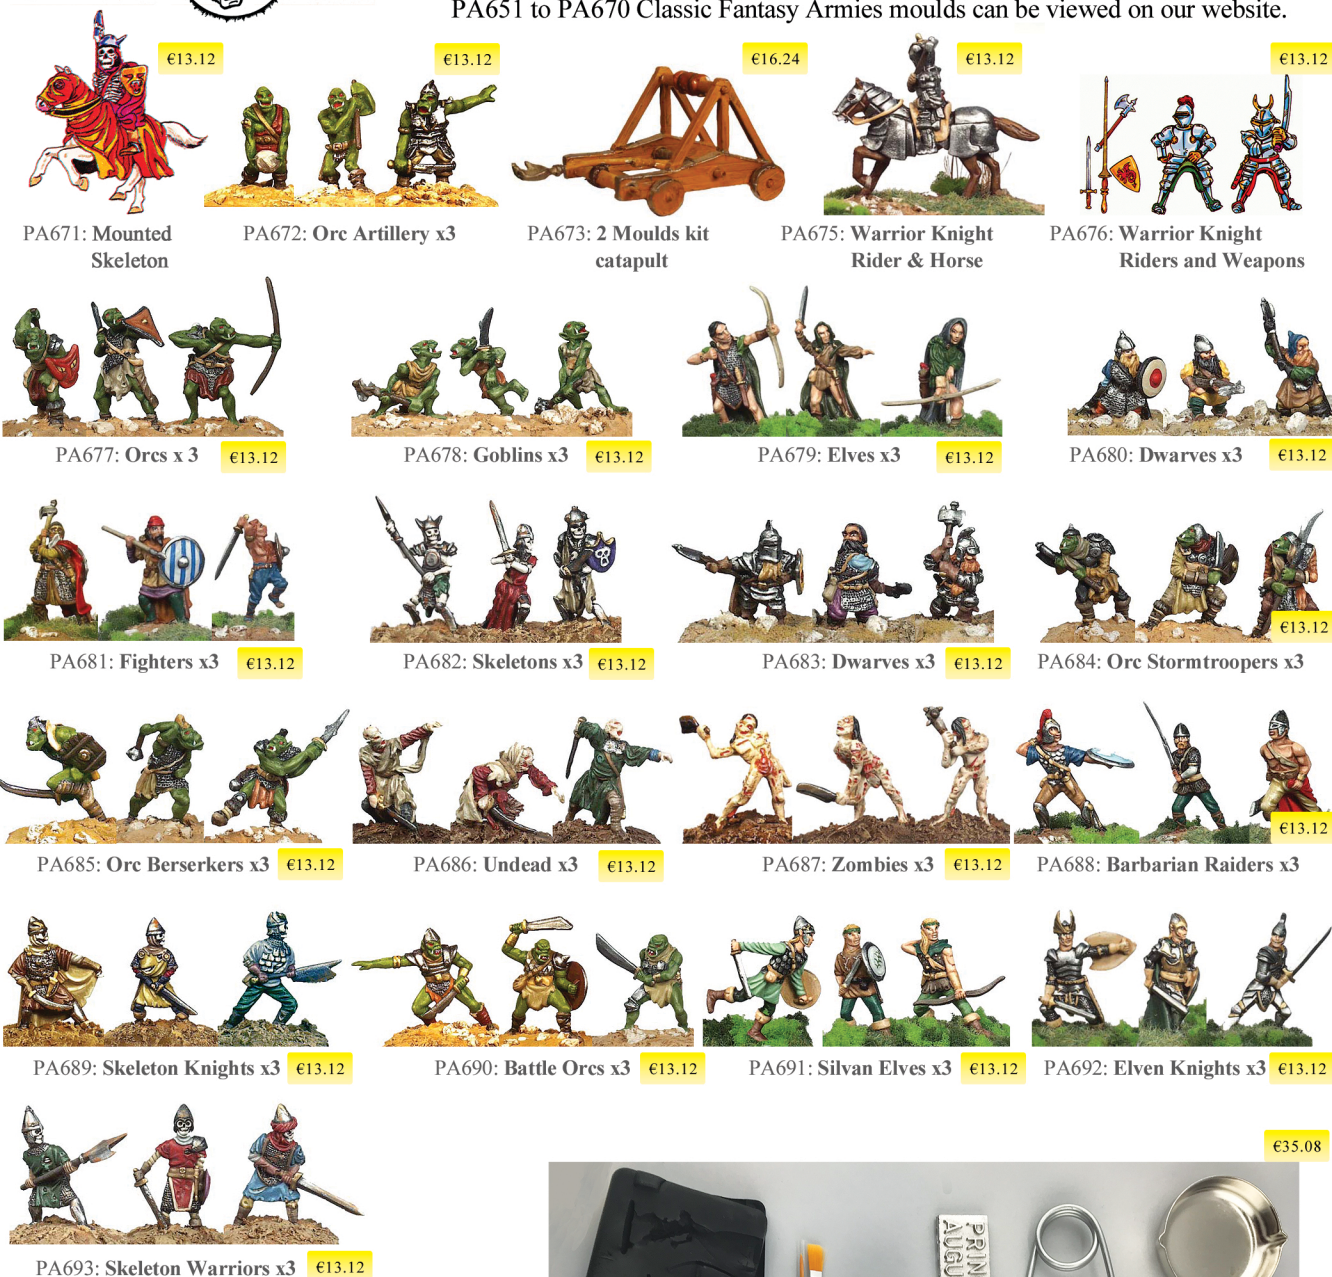 PA651 to PA670 Classic Fantasy Armies moulds can be viewed on our website.
€13.12
€13.12
€16.24
€13.12
€13.12
PA671: Mounted
Skeleton
PA672: Orc Artillery x3
PA673: 2 Moulds kit
catapult
PA675: Warrior Knight
Rider & Horse
PA676: Warrior Knight
Riders and Weapons
PA677: Orcs x 3
€13.12
PA678: Goblins x3
€13.12
PA679: Elves x3
€13.12
PA680: Dwarves x3
€13.12
PA681: Fighters x3
€13.12
PA682: Skeletons x3
€13.12
PA683: Dwarves x3
€13.12
€13.12
PA684: Orc Stormtroopers x3
PA685: Orc Berserkers x3
€13.12
PA686: Undead x3
€13.12
PA687: Zombies x3
€13.12
€13.12
PA688: Barbarian Raiders x3
PA689: Skeleton Knights x3
€13.12
PA690: Battle Orcs x3
€13.12
PA691: Silvan Elves x3
€13.12
PA692: Elven Knights x3
€13.12
€35.08
PRIN
AUGU
PA693: Skeleton Warriors x3
€13.12